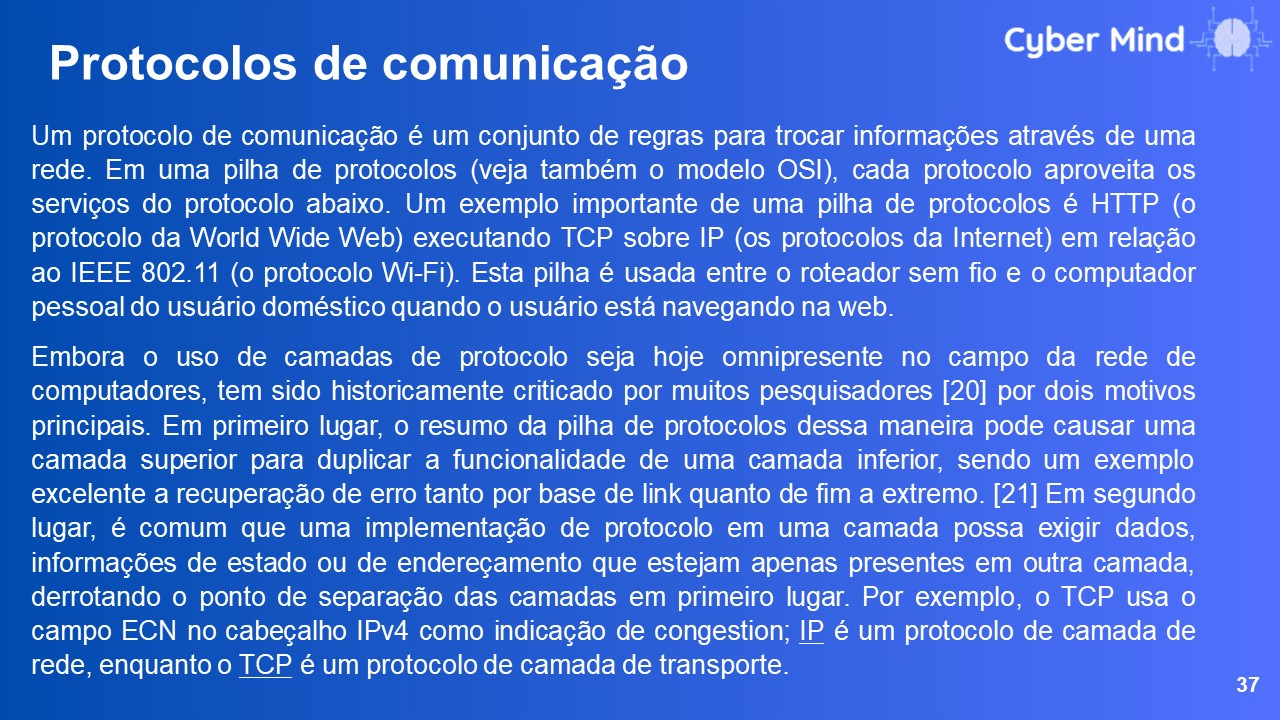 Protocolos de comunicação
Cyber Mind
Um protocolo de comunicação é um conjunto de regras para trocar informações através de uma
rede. Em uma pilha de protocolos (veja também o modelo OSI), cada protocolo aproveita os
serviços do protocolo abaixo. Um exemplo importante de uma pilha de protocolos é HTTP (o
protocolo da World Wide Web) executando TCP sobre IP (os protocolos da Internet) em relação
ao IEEE 802.11 (o protocolo Wi-Fi). Esta pilha é usada entre o roteador sem fio e o computador
pessoal do usuário doméstico quando o usuário está navegando na web.
Embora o uso de camadas de protocolo seja hoje omnipresente no campo da rede de
computadores, tem sido historicamente criticado por muitos pesquisadores [20] por dois motivos
principais. Em primeiro lugar, o resumo da pilha de protocolos dessa maneira pode causar uma
camada superior para duplicar a funcionalidade de uma camada inferior, sendo um exemplo
excelente a recuperação de erro tanto por base de link quanto de fim a extremo. [21] Em segundo
lugar, é comum que uma implementação de protocolo em uma camada possa exigir dados,
informações de estado ou de endereçamento que estejam apenas presentes em outra camada,
derrotando o ponto de separação das camadas em primeiro lugar. Por exemplo, o TCP usa o
campo ECN no cabeçalho IPv4 como indicação de congestion; IP é um protocolo de camada de
rede, enquanto o TCP é um protocolo de camada de transporte.
37